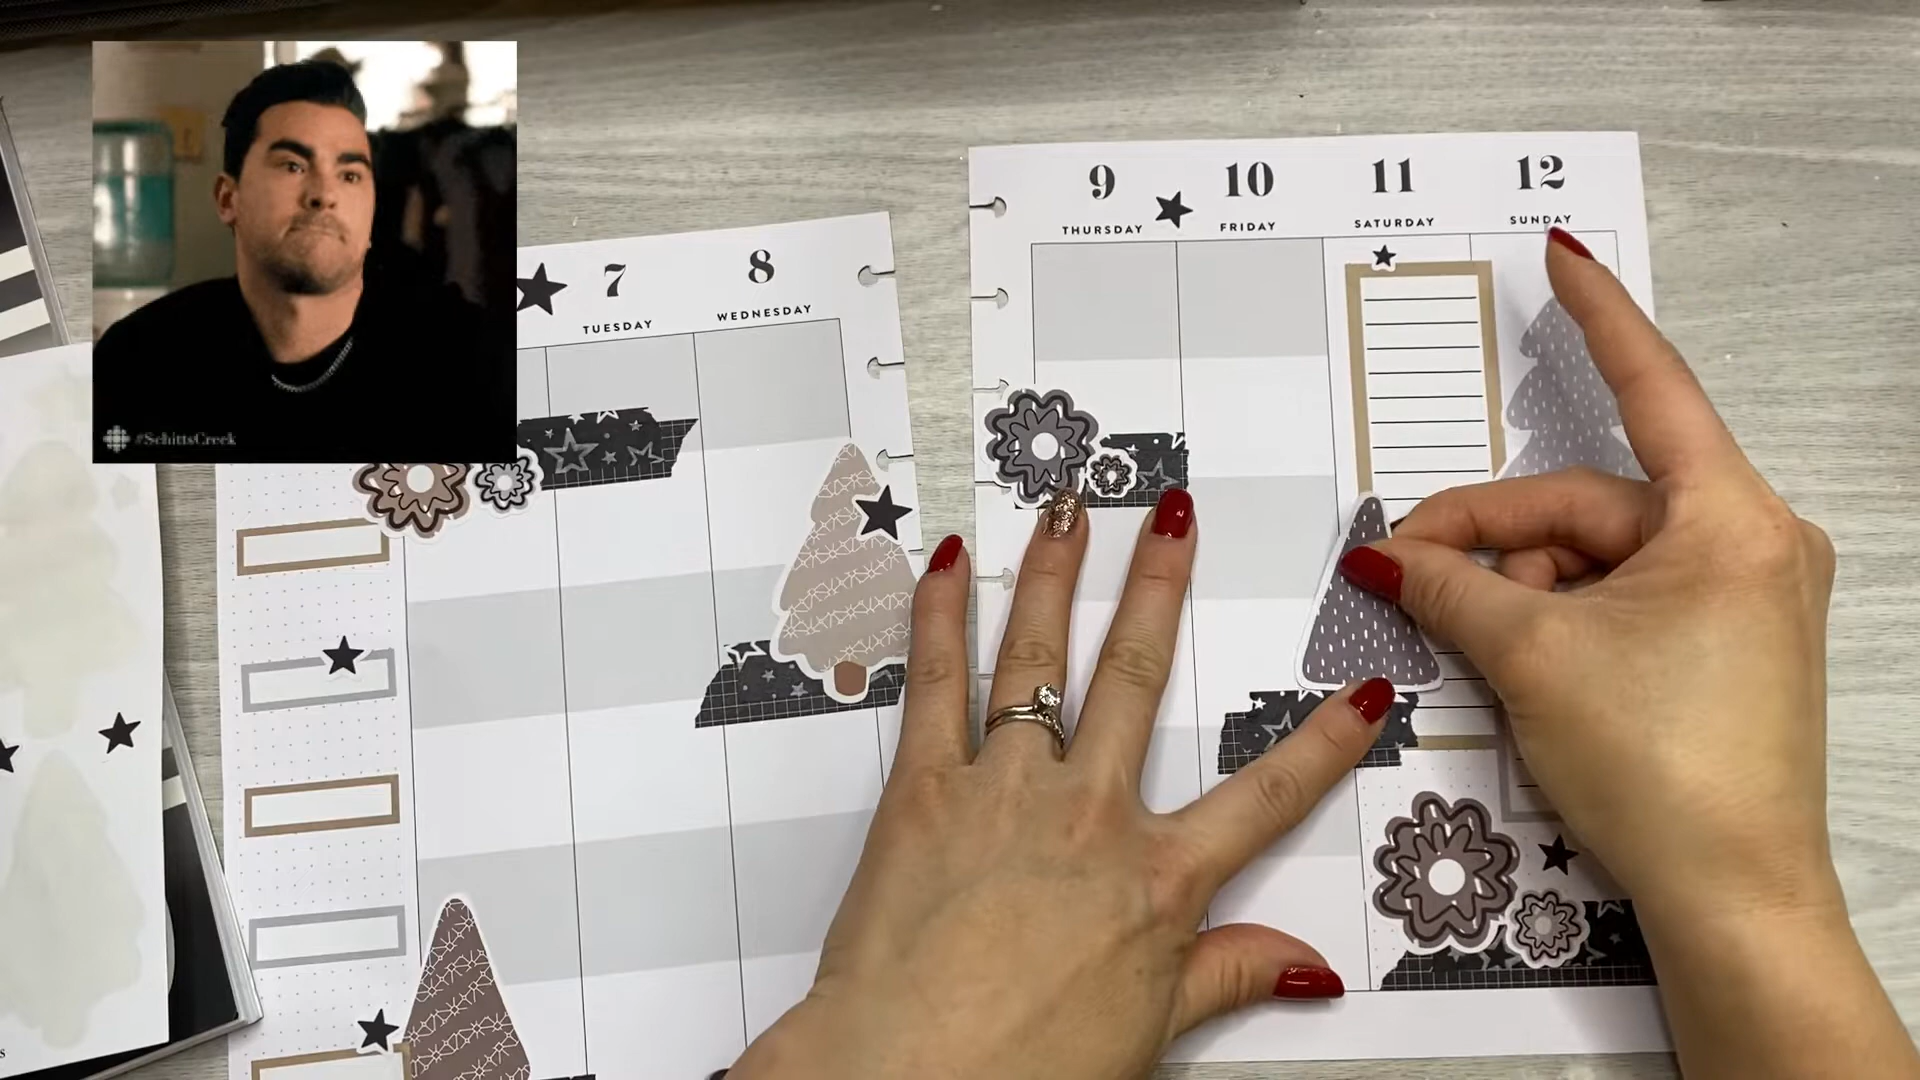 #SchittsCreek
7
TUESDAY
8
WEDNESDAY
9
THURSDAY
10
FRIDAY
11
SATURDAY
12
SUNDAY
s